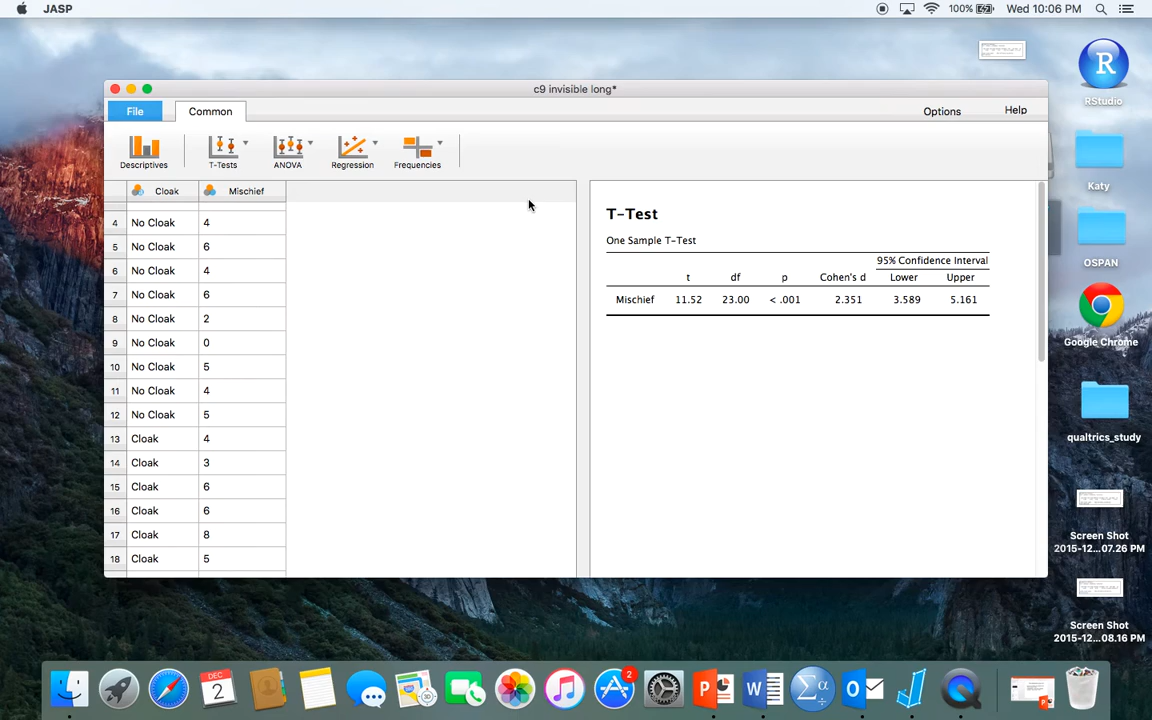 JASP
100%
Wed 10:06 PM
c9 invisible long*
File
Common
Options
Help
Descriptives
T-Tests
ANOVA
Regression
Frequencies
Cloak Mischief
4 No Cloak 4
5 No Cloak 6
6 No Cloak 4
7 No Cloak 6
8 No Cloak 2
9 No Cloak 0
10 No Cloak 5
11 No Cloak 4
12 No Cloak 5
13 Cloak 4
14 Cloak 3
15 Cloak 6
16 Cloak 6
17 Cloak 8
18 Cloak 5
T-Test
One Sample T-Test
95% Confidence Interval
t df p Cohen's d Lower Upper
Mischief 11.52 23.00 < .001 2.351 3.589 5.161
R
RStudio
Katy
OSPAN
Google Chrome
qualtrics_study
Screen Shot
2015-12...07.26 PM
Screen Shot
2015-12...08.16 PM
DEC
2
2